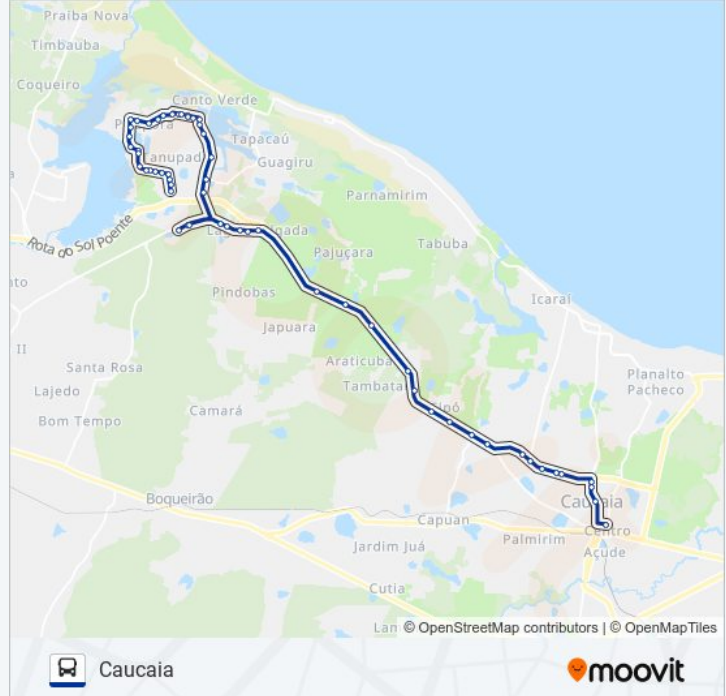 Praiba Nova
Timbauba
Coqueiro
Canto Verde
Tapacaú
Guagiru
Parnamirim
Rota do Sol Poente
Tabuba
Pajuçara
Pindobas
Icaraí
Japuara
II
Santa Rosa
Araticuba
Planalto
Pacheco
Lajedo
Camará
Bom Tempo
Boqueirão
Caucaia
Capuan
Centro
Palmirim
Jardim Juá
Açude
Cutia
© OpenStreetMap contributors | © OpenMapTiles
Caucaia
moovit